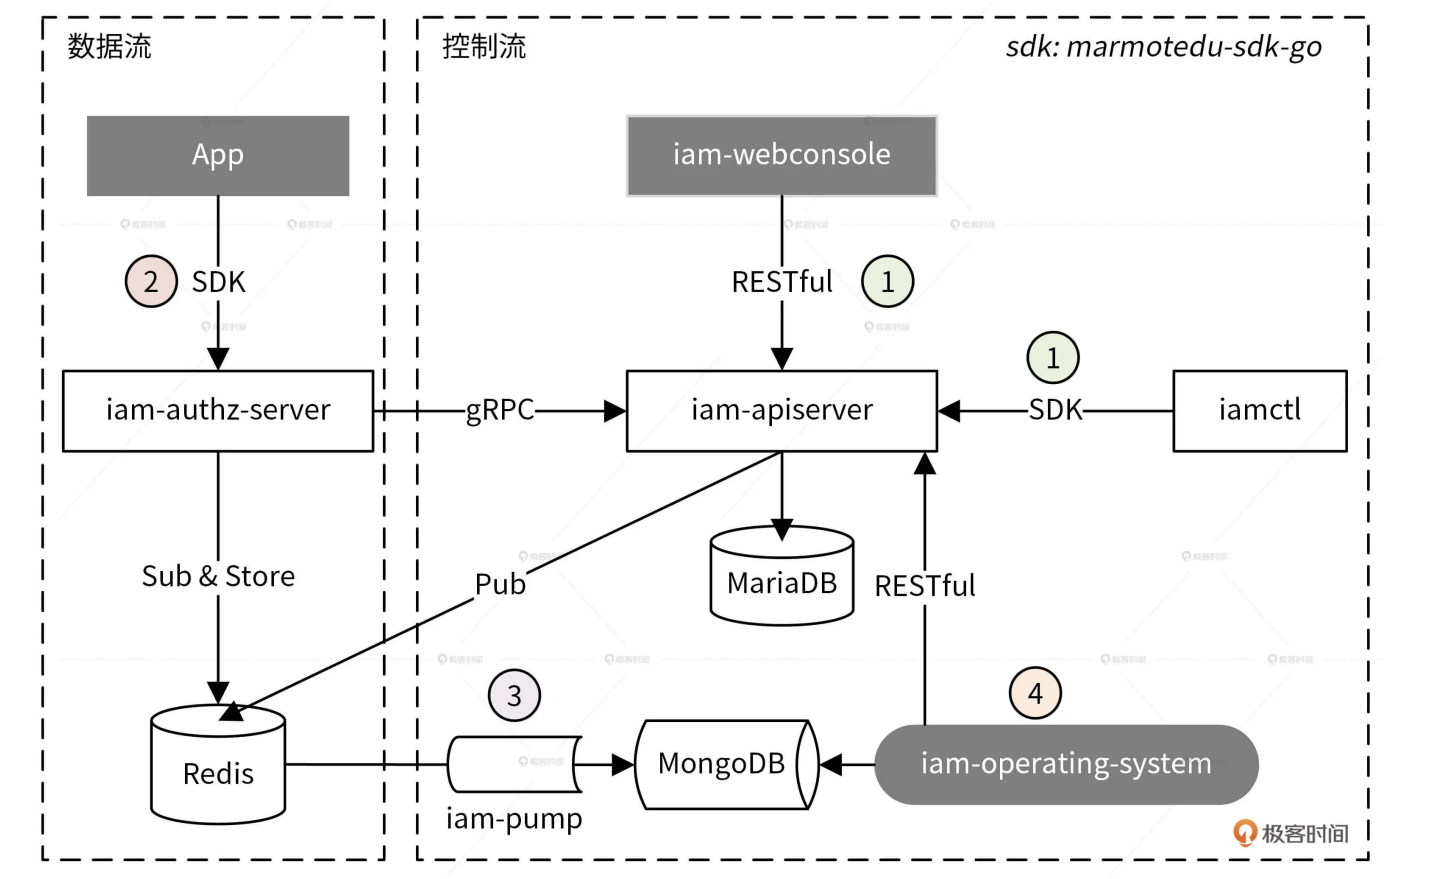 数据流
控制流
sdk: marmotedu-sdk-go
App
iam-webconsole
2
SDK
RESTful
1
1
iam-authz-server
gRPC
iam-apiserver
SDK
iamctl
Sub & Store
Pub
MariaDB
RESTful
3
4
Redis
MongoDB
iam-operating-system
iam-pump
极客时间